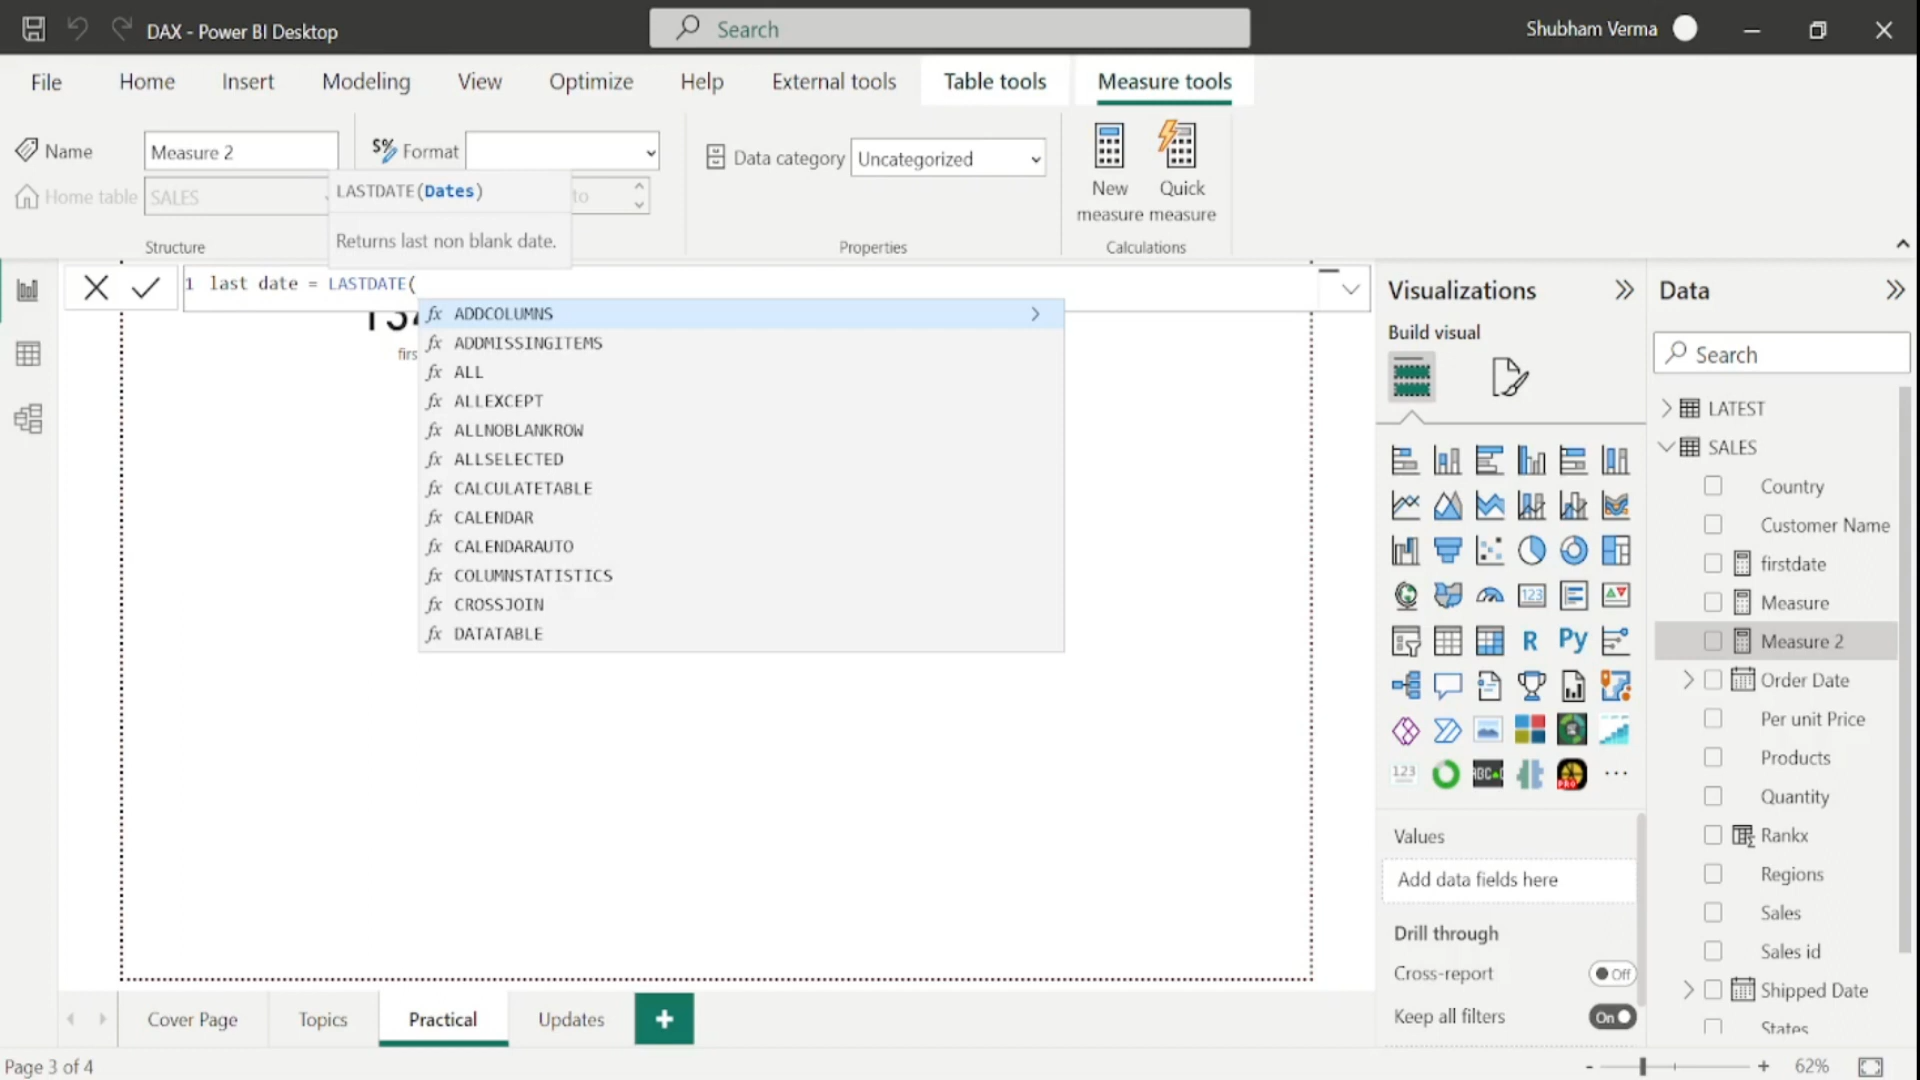 DAX - Power BI Desktop
Search
Shubham Verma
File
Home
Insert
Modeling
View
Optimize
Help
External tools
Table tools
Measure tools
Name
Measure 2
Format
Data category
Uncategorized
New measure
Quick measure
Home table
SALES
LASTDATE(Dates)
Returns last non blank date.
Structure
Properties
Calculations
1 last date = LASTDATE(
ADDCOLUMNS
ADDMISSINGITEMS
ALL
ALLEXCEPT
ALLNOBLANKROW
ALLSELECTED
CALCULATETABLE
CALENDAR
CALENDARAUTO
COLUMNSTATISTICS
CROSSJOIN
DATATABLE
Visualizations
Build visual
R
Py
123
PRO
Values
Add data fields here
Drill through
Cross-report
Off
Keep all filters
On
Data
Search
LATEST
SALES
Country
Customer Name
firstdate
Measure
Measure 2
Order Date
Per unit Price
Products
Quantity
Rankx
Regions
Sales
Sales id
Shipped Date
States
Cover Page
Topics
Practical
Updates
Page 3 of 4
62%